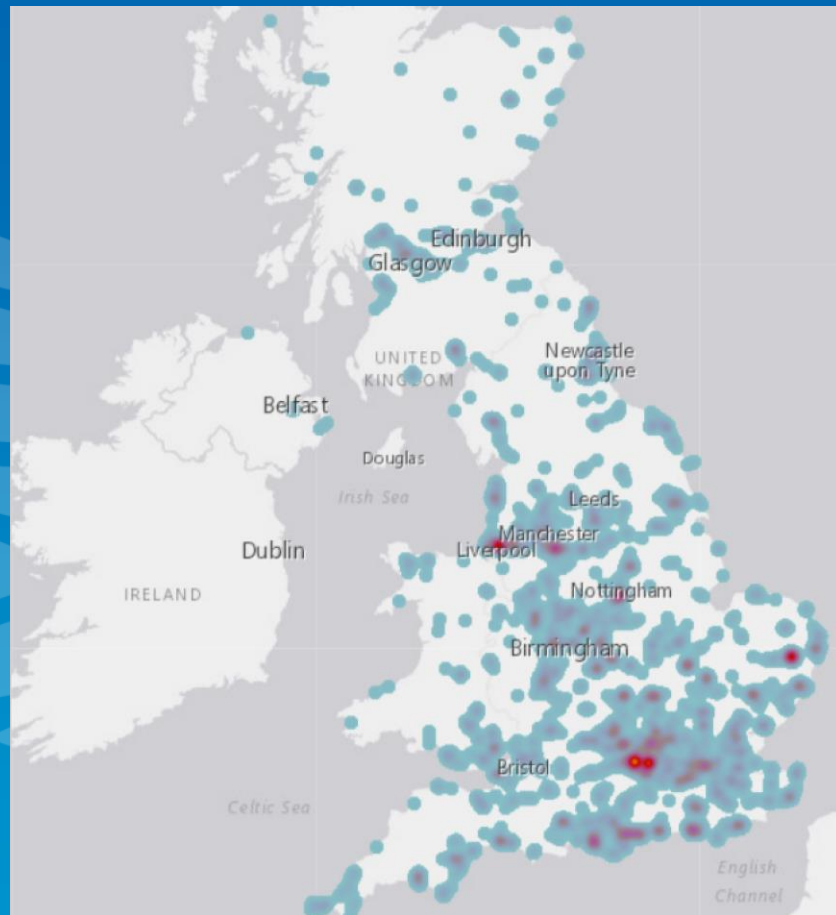 Edinburgh
Glasgow
UNITED
KINGDOM
Newcastle
upon Tyne
Belfast
Douglas
Irish Sea
Leeds
Manchester
Liverpool
Dublin
IRELAND
Nottingham
Birmingham
Bristol
Celtic Sea
English
Channel